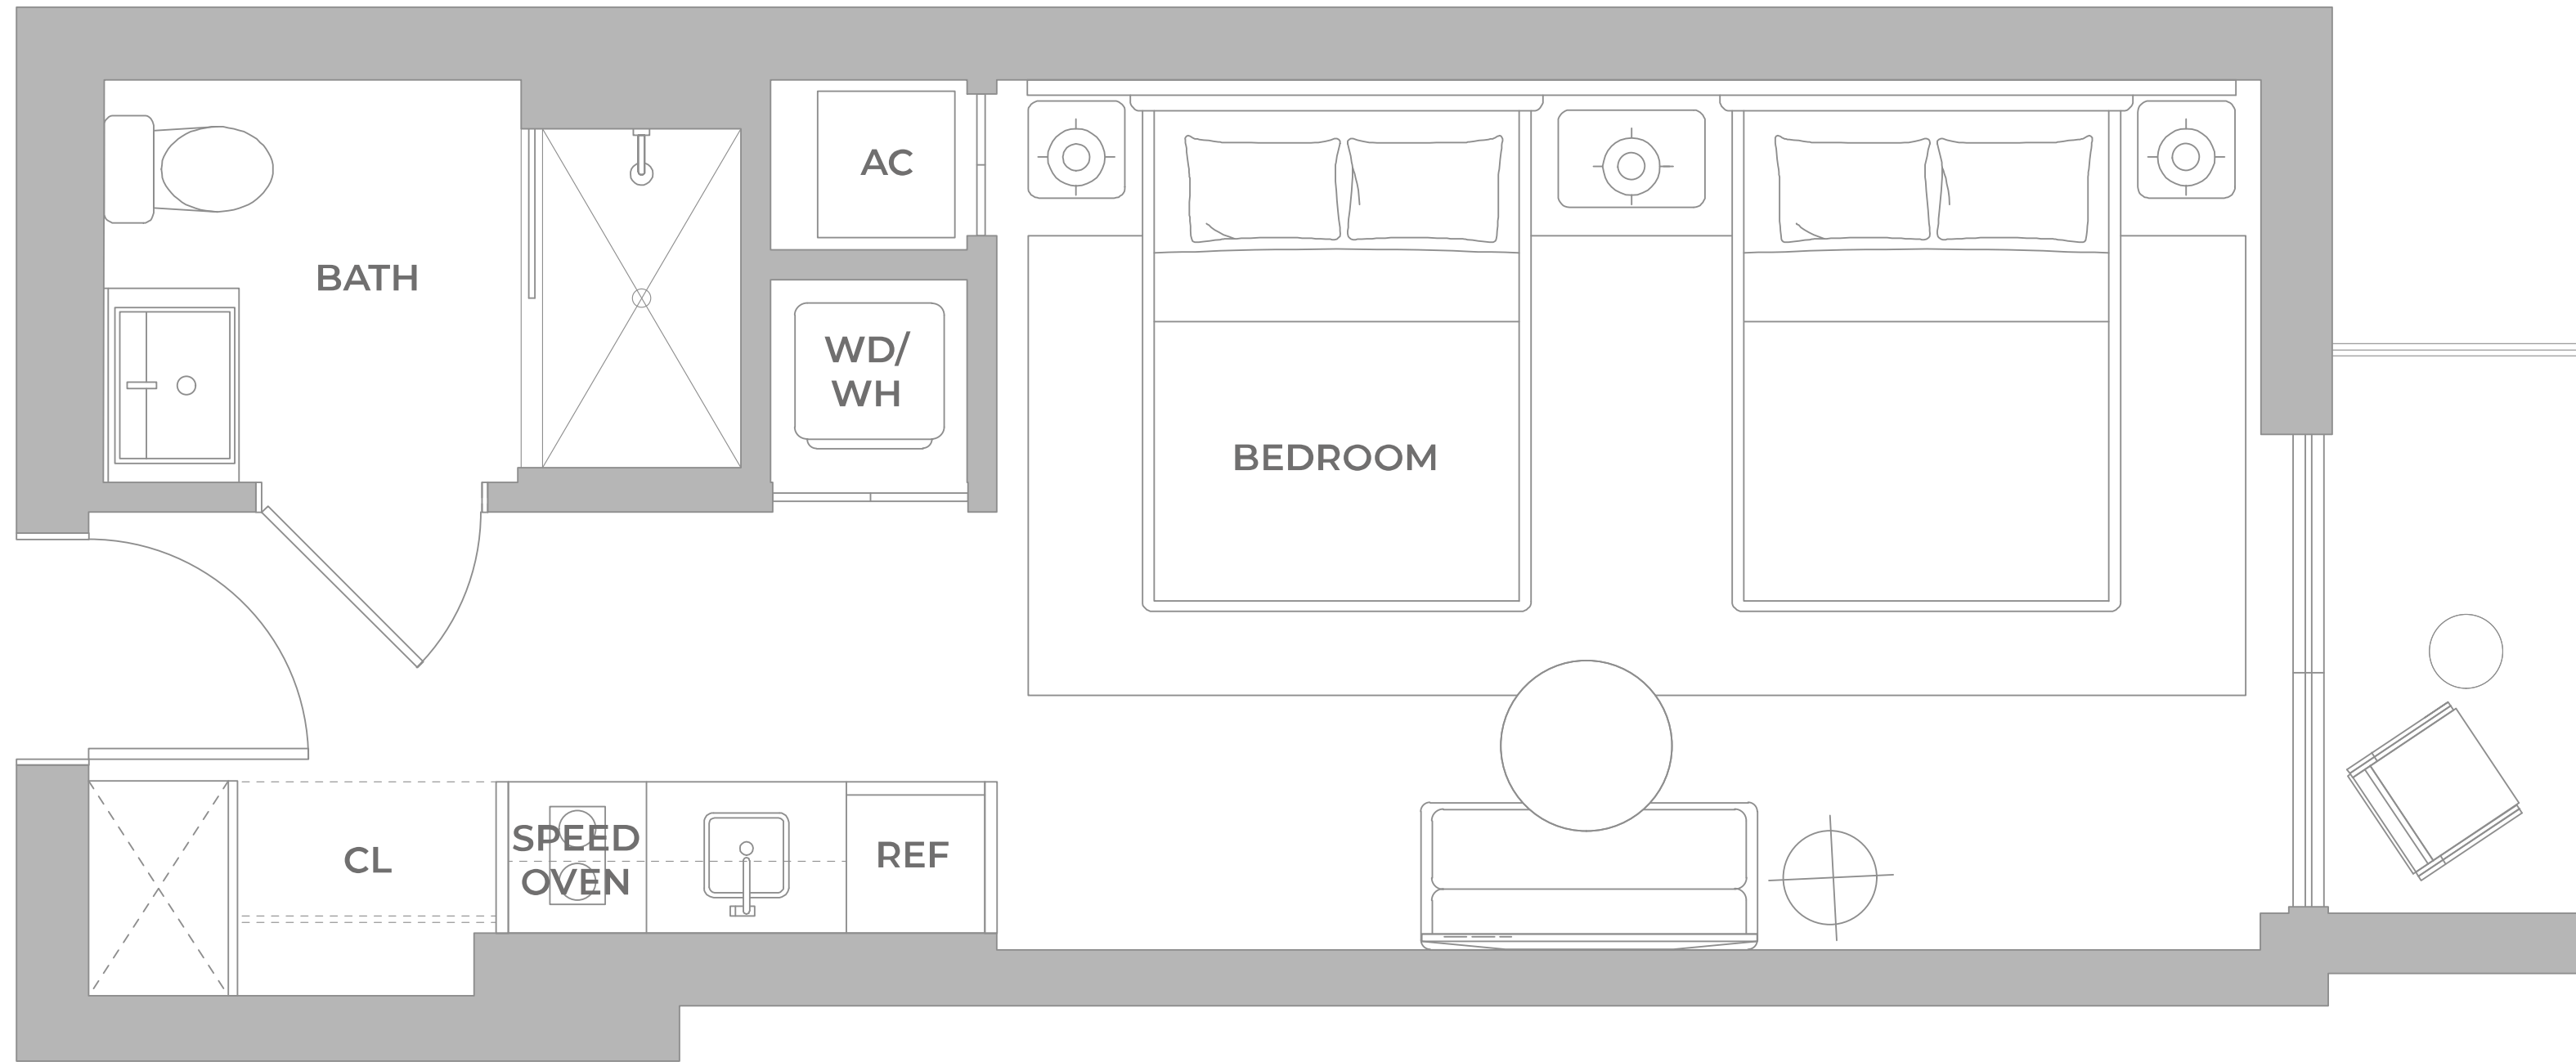 AC
BATH
WD/
WH
BEDROOM
SPEED
OVEN
CL
REF